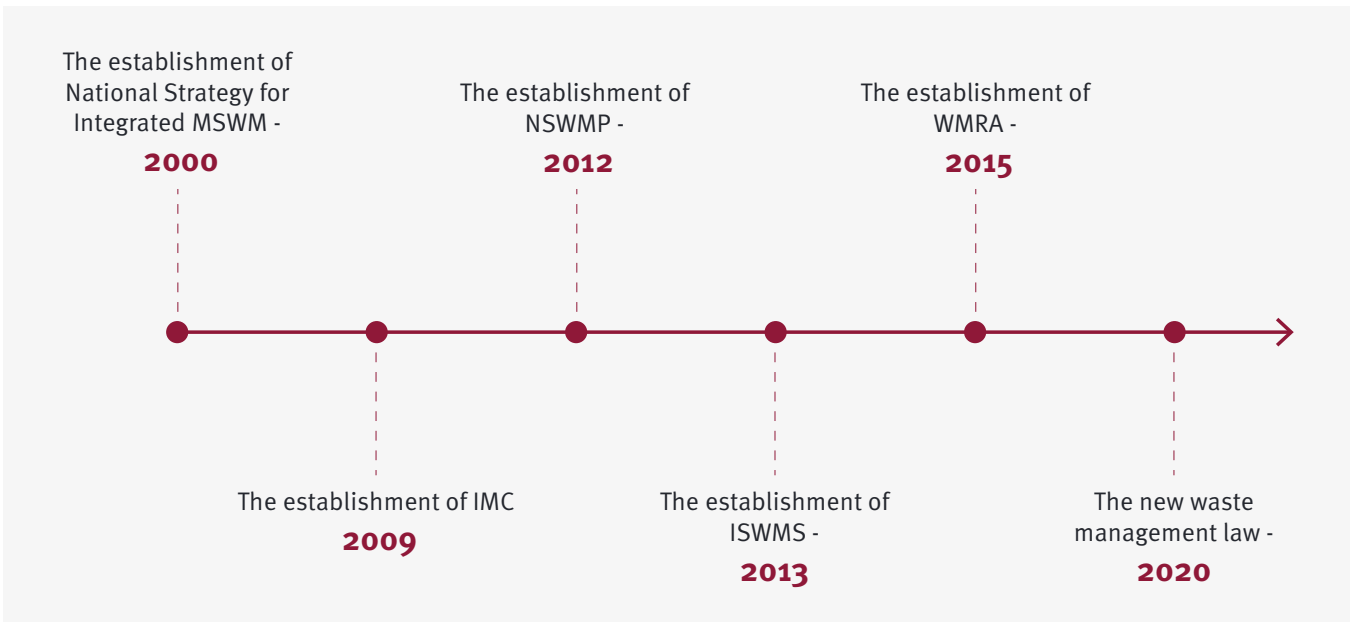 The establishment of
National Strategy for
Integrated MSWM -
2000
The establishment of IMC
2009
The establishment of
NSWMP -
2012
The establishment of
ISWMS -
2013
The establishment of
WMRA -
2015
The new waste
management law -
2020